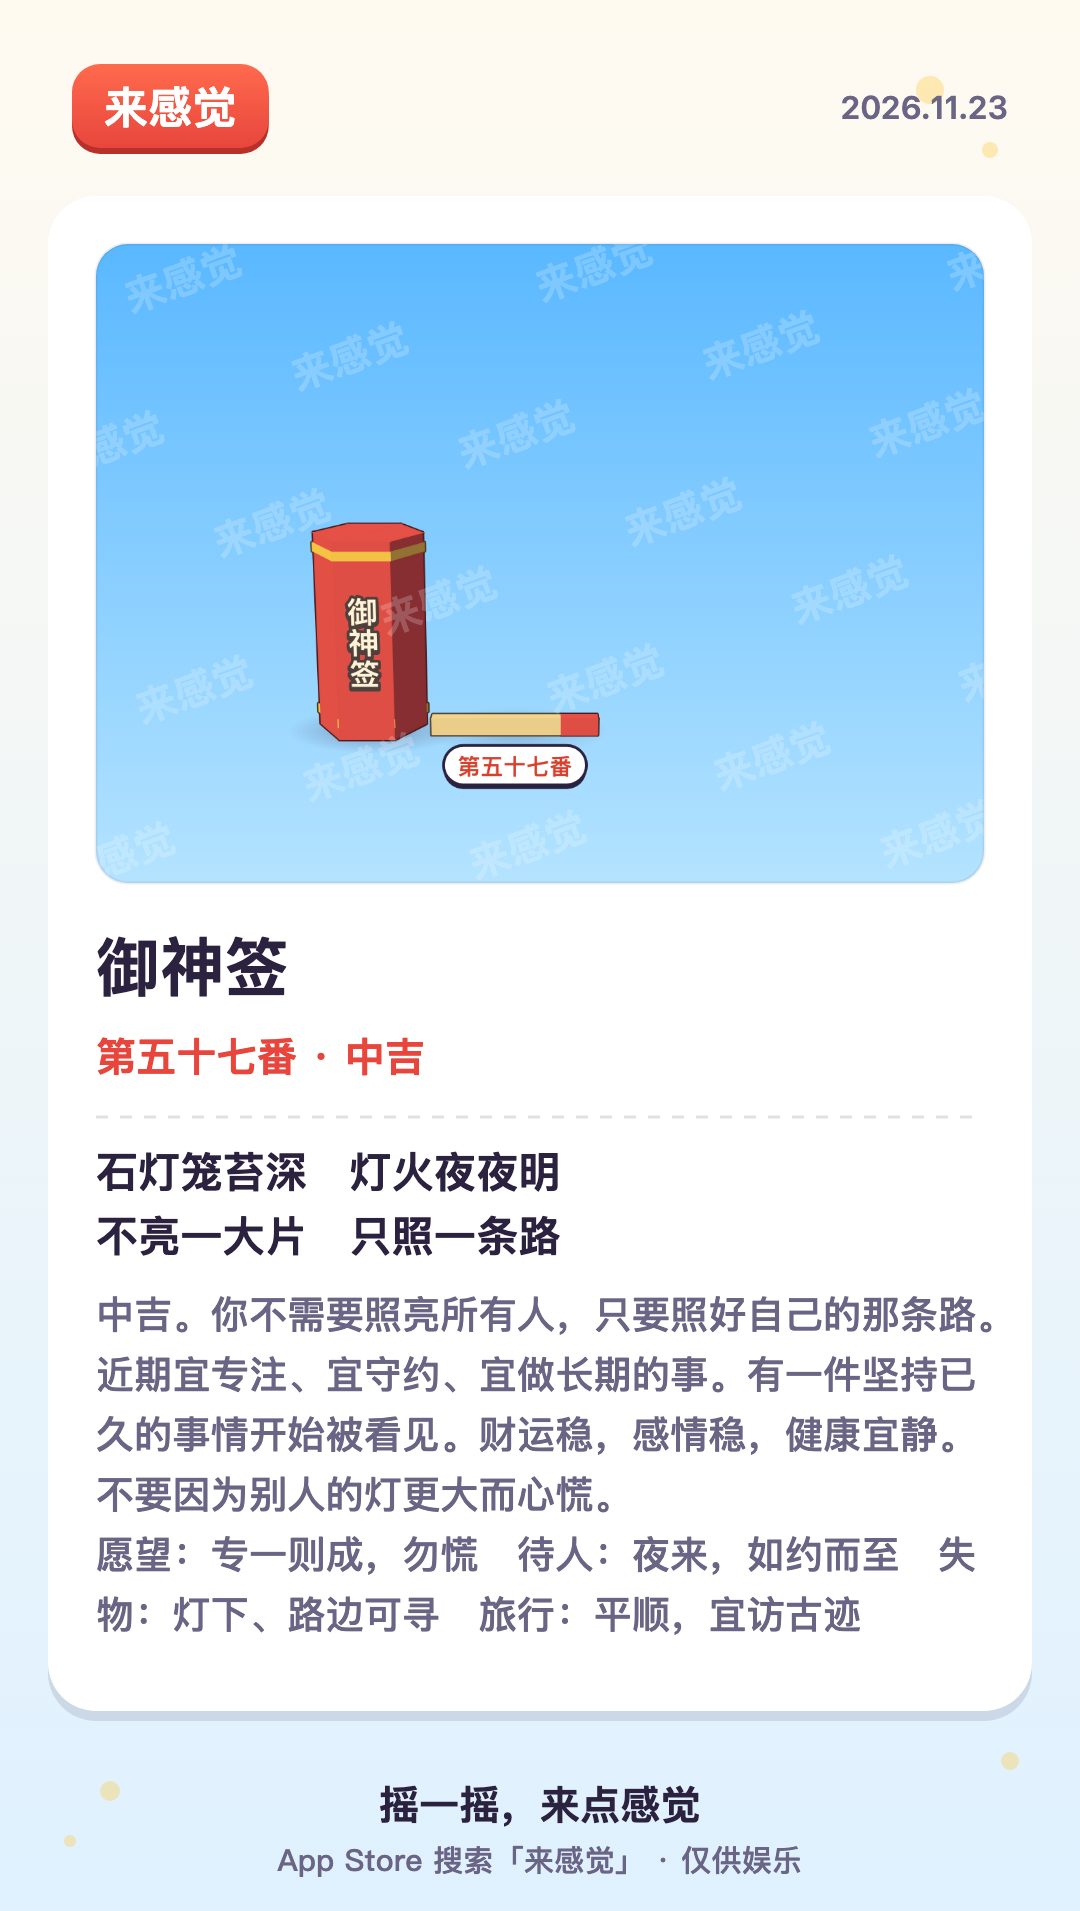 来感觉
2026.11.23
御神签
第五十七番
御神签
第五十七番 · 中吉
石灯笼苔深　灯火夜夜明
不亮一大片　只照一条路
中吉。你不需要照亮所有人，只要照好自己的那条路。
近期宜专注、宜守约、宜做长期的事。有一件坚持已
久的事情开始被看见。财运稳，感情稳，健康宜静。
不要因为别人的灯更大而心慌。
愿望：专一则成，勿慌　待人：夜来，如约而至　失
物：灯下、路边可寻　旅行：平顺，宜访古迹
摇一摇，来点感觉
App Store 搜索「来感觉」 · 仅供娱乐